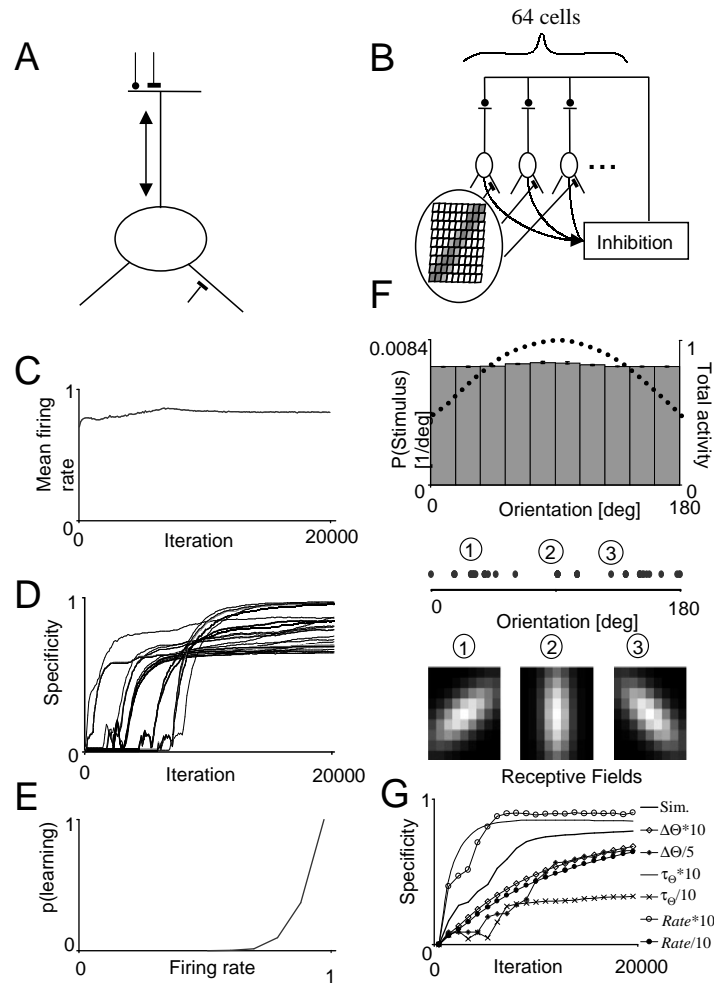 64 cells
A
B
Inhibition
C
1
Mean firing
rate
0
Iteration
20000
D
1
Specificity
0
0
Iteration
20000
E
1
p(learning)
0
0
Firing rate
1
F
0.0084
P(Stimulus)
[1/deg]
0
1
Total activity
0
0
Orientation [deg]
180
1
2
3
0
Orientation [deg]
180
1
2
3
Receptive Fields
G
1
Specificity
0
0
Iteration
20000
Sim.
ΔΘ*10
ΔΘ/5
τΘ*10
τΘ/10
Rate*10
Rate/10